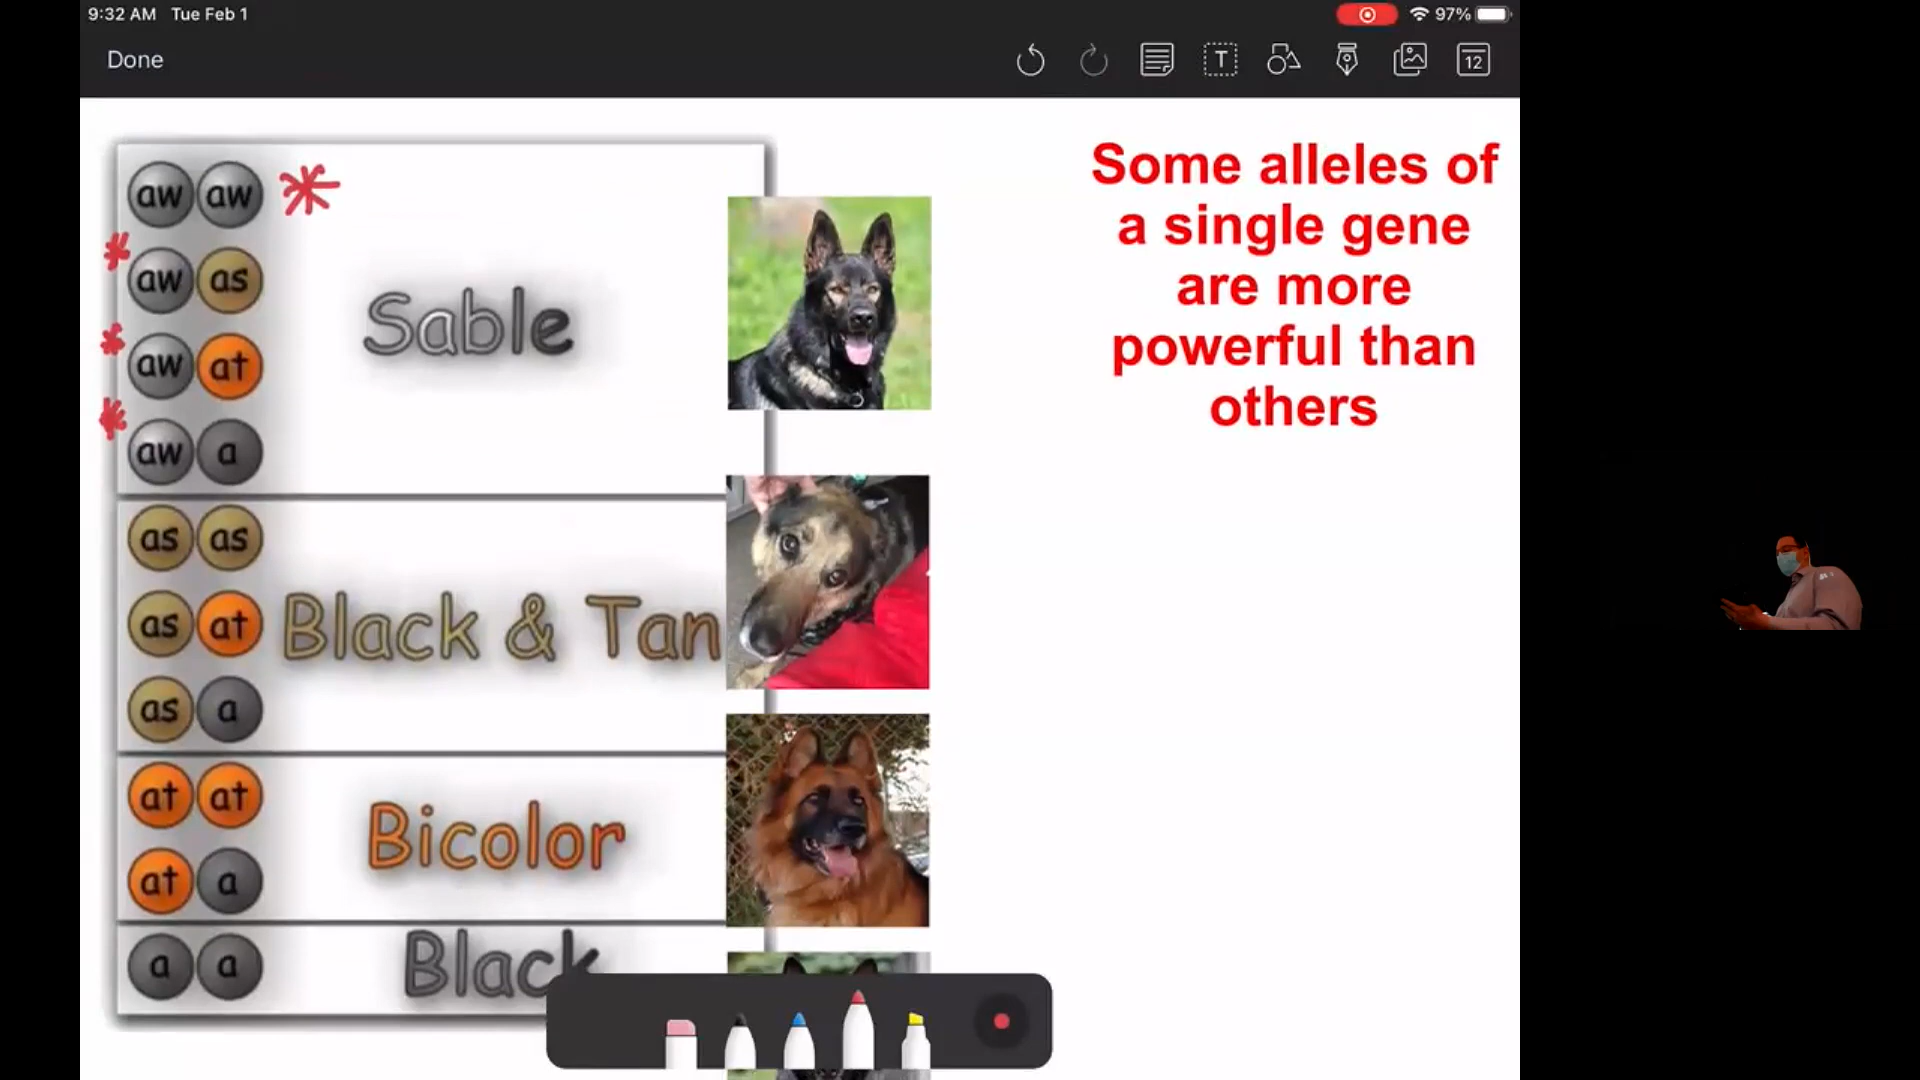 9:32 AM Tue Feb 1
97%
Done
T
12
aw aw
aw as
aw at
aw a
Sable
as as
as at
as a
Black & Tan
at at
at a
Bicolor
a a
Black
Some alleles of
a single gene
are more
powerful than
others